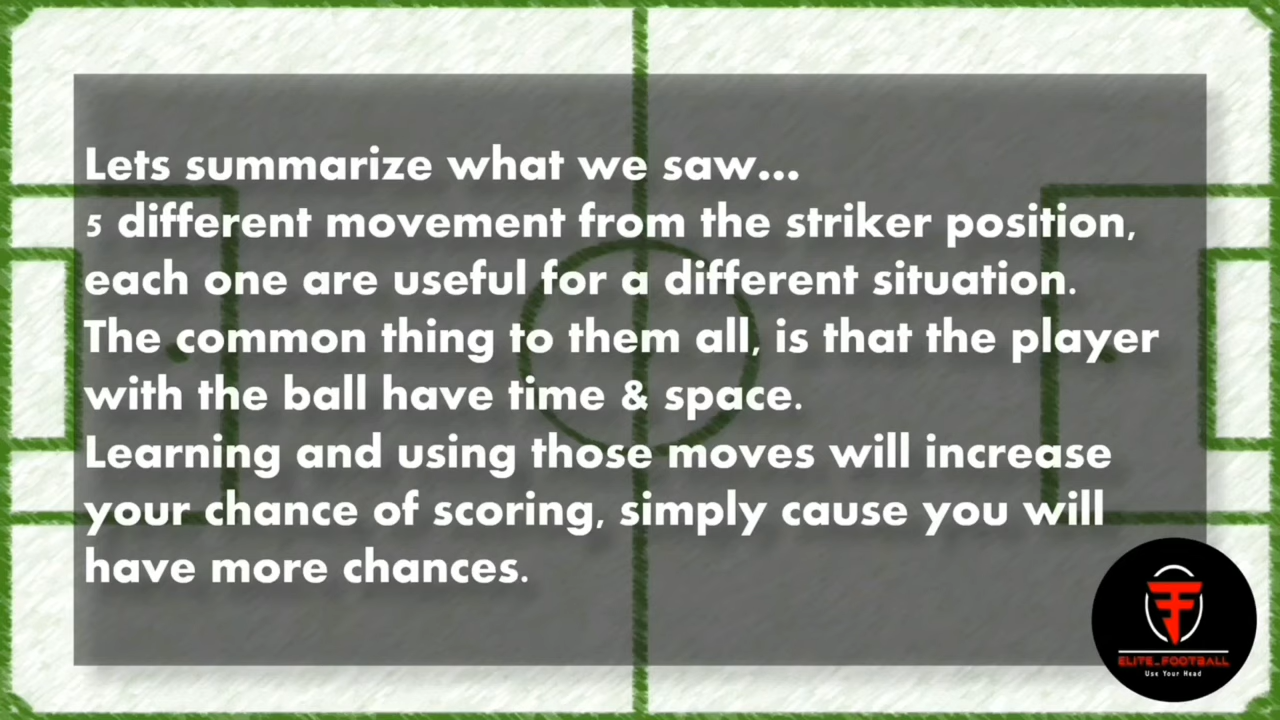 Lets summarize what we saw...
5 different movement from the striker position,
each one are useful for a different situation.
The common thing to them all, is that the player
with the ball have time & space.
Learning and using those moves will increase
your chance of scoring, simply cause you will
have more chances.
ELITE_FOOTBALL
Use Your Head